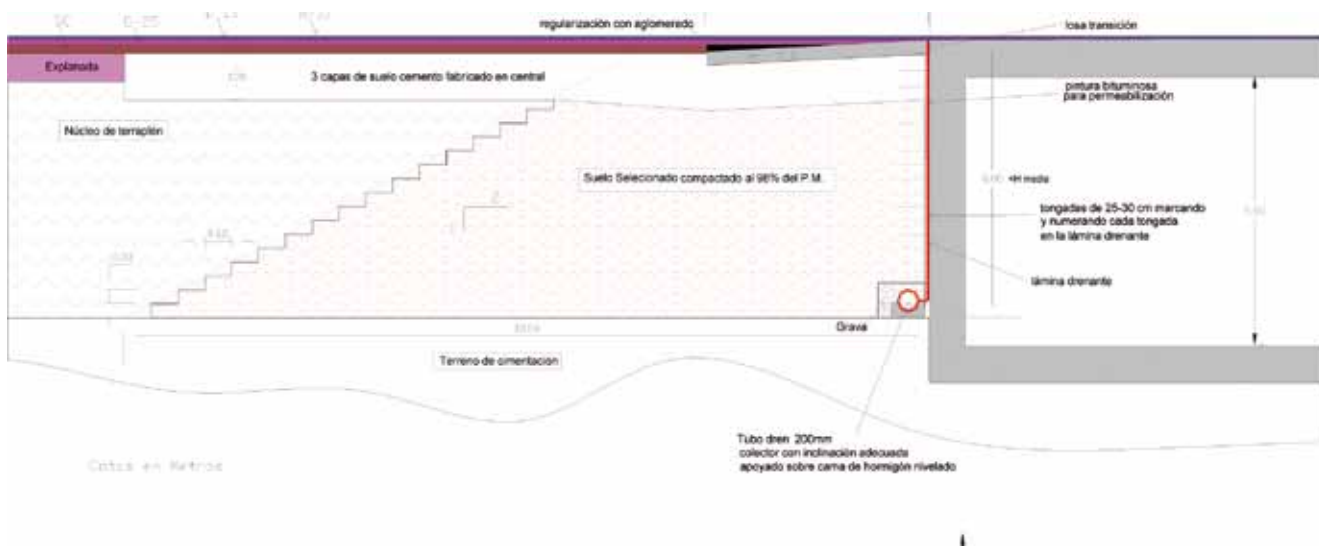 regularización con aglomerado
losa transición
Explanada
3 capas de suelo cemento fabricado en central
pintura bituminosa
para permeabilización
Núcleo de terraplén
Suelo Selecionado compactado al 98% del P.M.
+H media
tongadas de 25-30 cm marcando
y numerando cada tongada
en la lámina drenante
lámina drenante
Grava
Terreno de cimentacion
Tubo dren 200mm
colector con inclinación adecuada
apoyado sobre cama de hormigón nivelado
Cotas en Metros